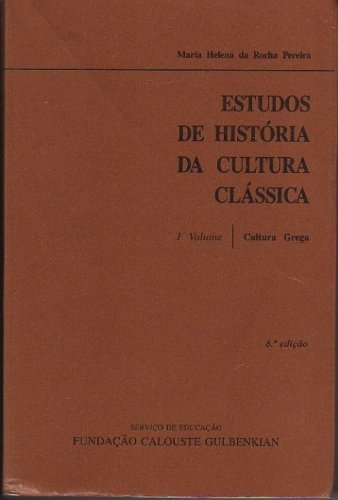 Maria Helena da Rocha Pereira
ESTUDOS
DE HISTÓRIA
DA CULTURA
CLÁSSICA
I Volume | Cultura Grega
8.ª edição
SERVIÇO DE EDUCAÇÃO
FUNDAÇÃO CALOUSTE GULBENKIAN